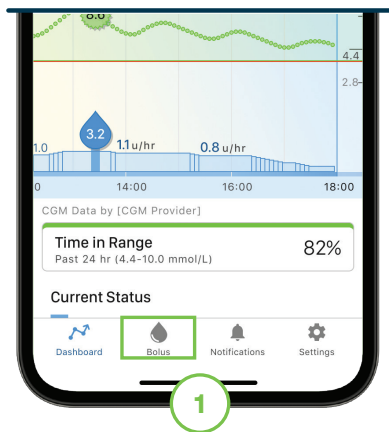 8.6
4.4
2.8
3.2
1.0
1.1 u/hr
0.8 u/hr
0
14:00
16:00
18:00
CGM Data by [CGM Provider]
Time in Range
82%
Past 24 hr (4.4-10.0 mmol/L)
Current Status
Dashboard
Bolus
Notifications
Settings
1